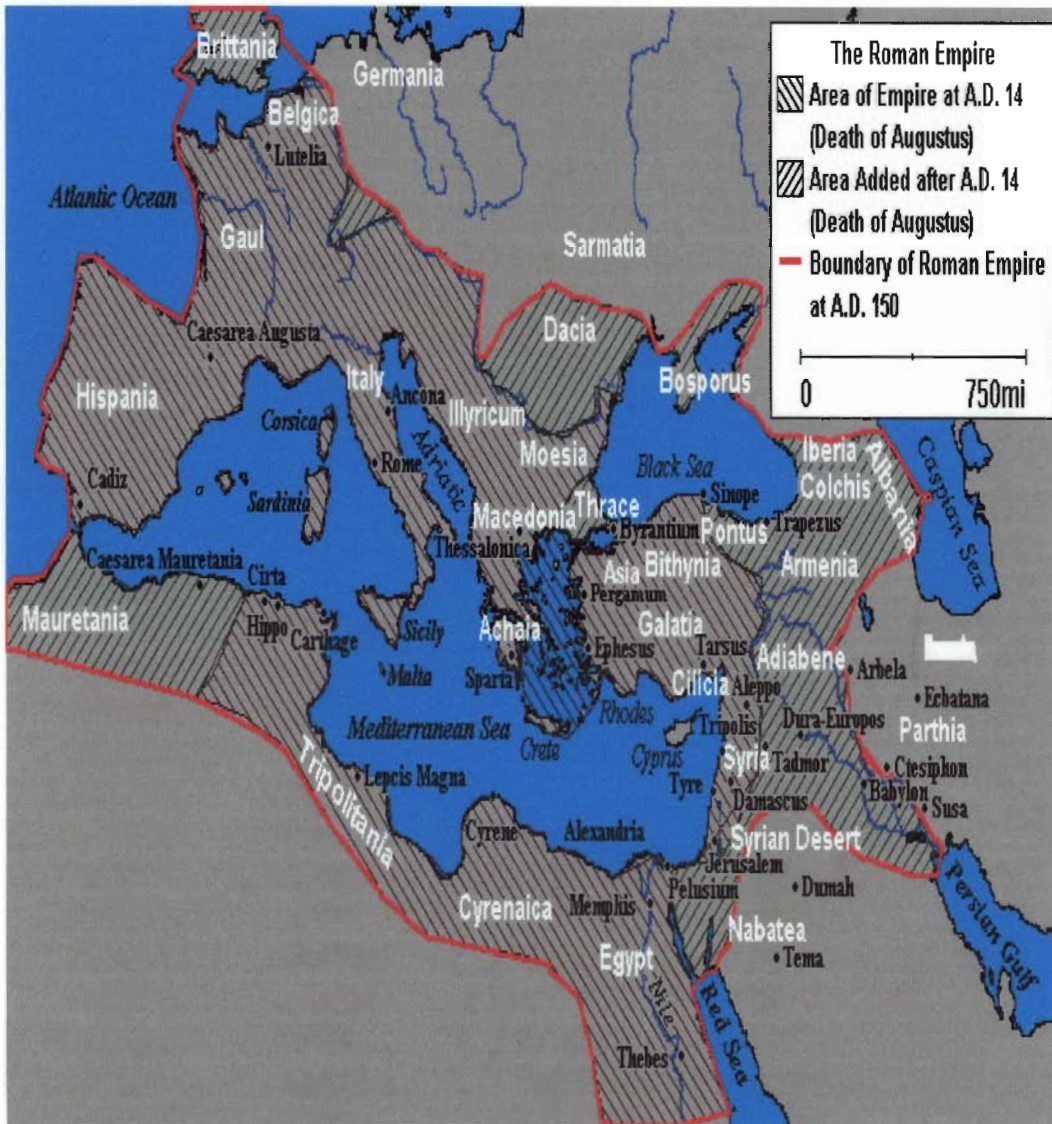 The Roman Empire
Area of Empire at A.D. 14
(Death of Augustus)
Area Added after A.D. 14
(Death of Augustus)
Boundary of Roman Empire
at A.D. 150
0 750mi
Brittania
Germania
Belgica
Lutelia
Atlantic Ocean
Gaul
Sarmatia
Dacia
Caesarea Augusta
Hispania
Italy
Ancona
Illyricum
Bosporus
Corsica
Adriatic
Moesia
Iberia
Albania
Caspian Sea
Colchis
Black Sea
Rome
Cadiz
Sardinia
Sinope
Thrace
Macedonia
Byzantium
Pontus
Trapezus
Thessalonica
Caesarea Mauretania
Cirta
Asia
Bithynia
Armenia
Pergamum
Mauretania
Hippo
Carthage
Sicily
Achala
Galatia
Ephesus
Tarsus
Adiabene
Malta
Sparta
Cilicia
Aleppo
Arbela
Ecbatana
Rhodes
Mediterranean Sea
Crete
Cyprus
Tripolis
Dura-Europos
Parthia
Syria
Tadmor
Ctesiphon
Tripolitania
Lepcis Magna
Tyre
Damascus
Babylon
Susa
Cyrene
Alexandria
Syrian Desert
Jerusalem
Pelusium
Dumah
Persian Gulf
Cyrenaica
Memphis
Nabatea
Egypt
Tema
Nile
Red Sea
Thebes